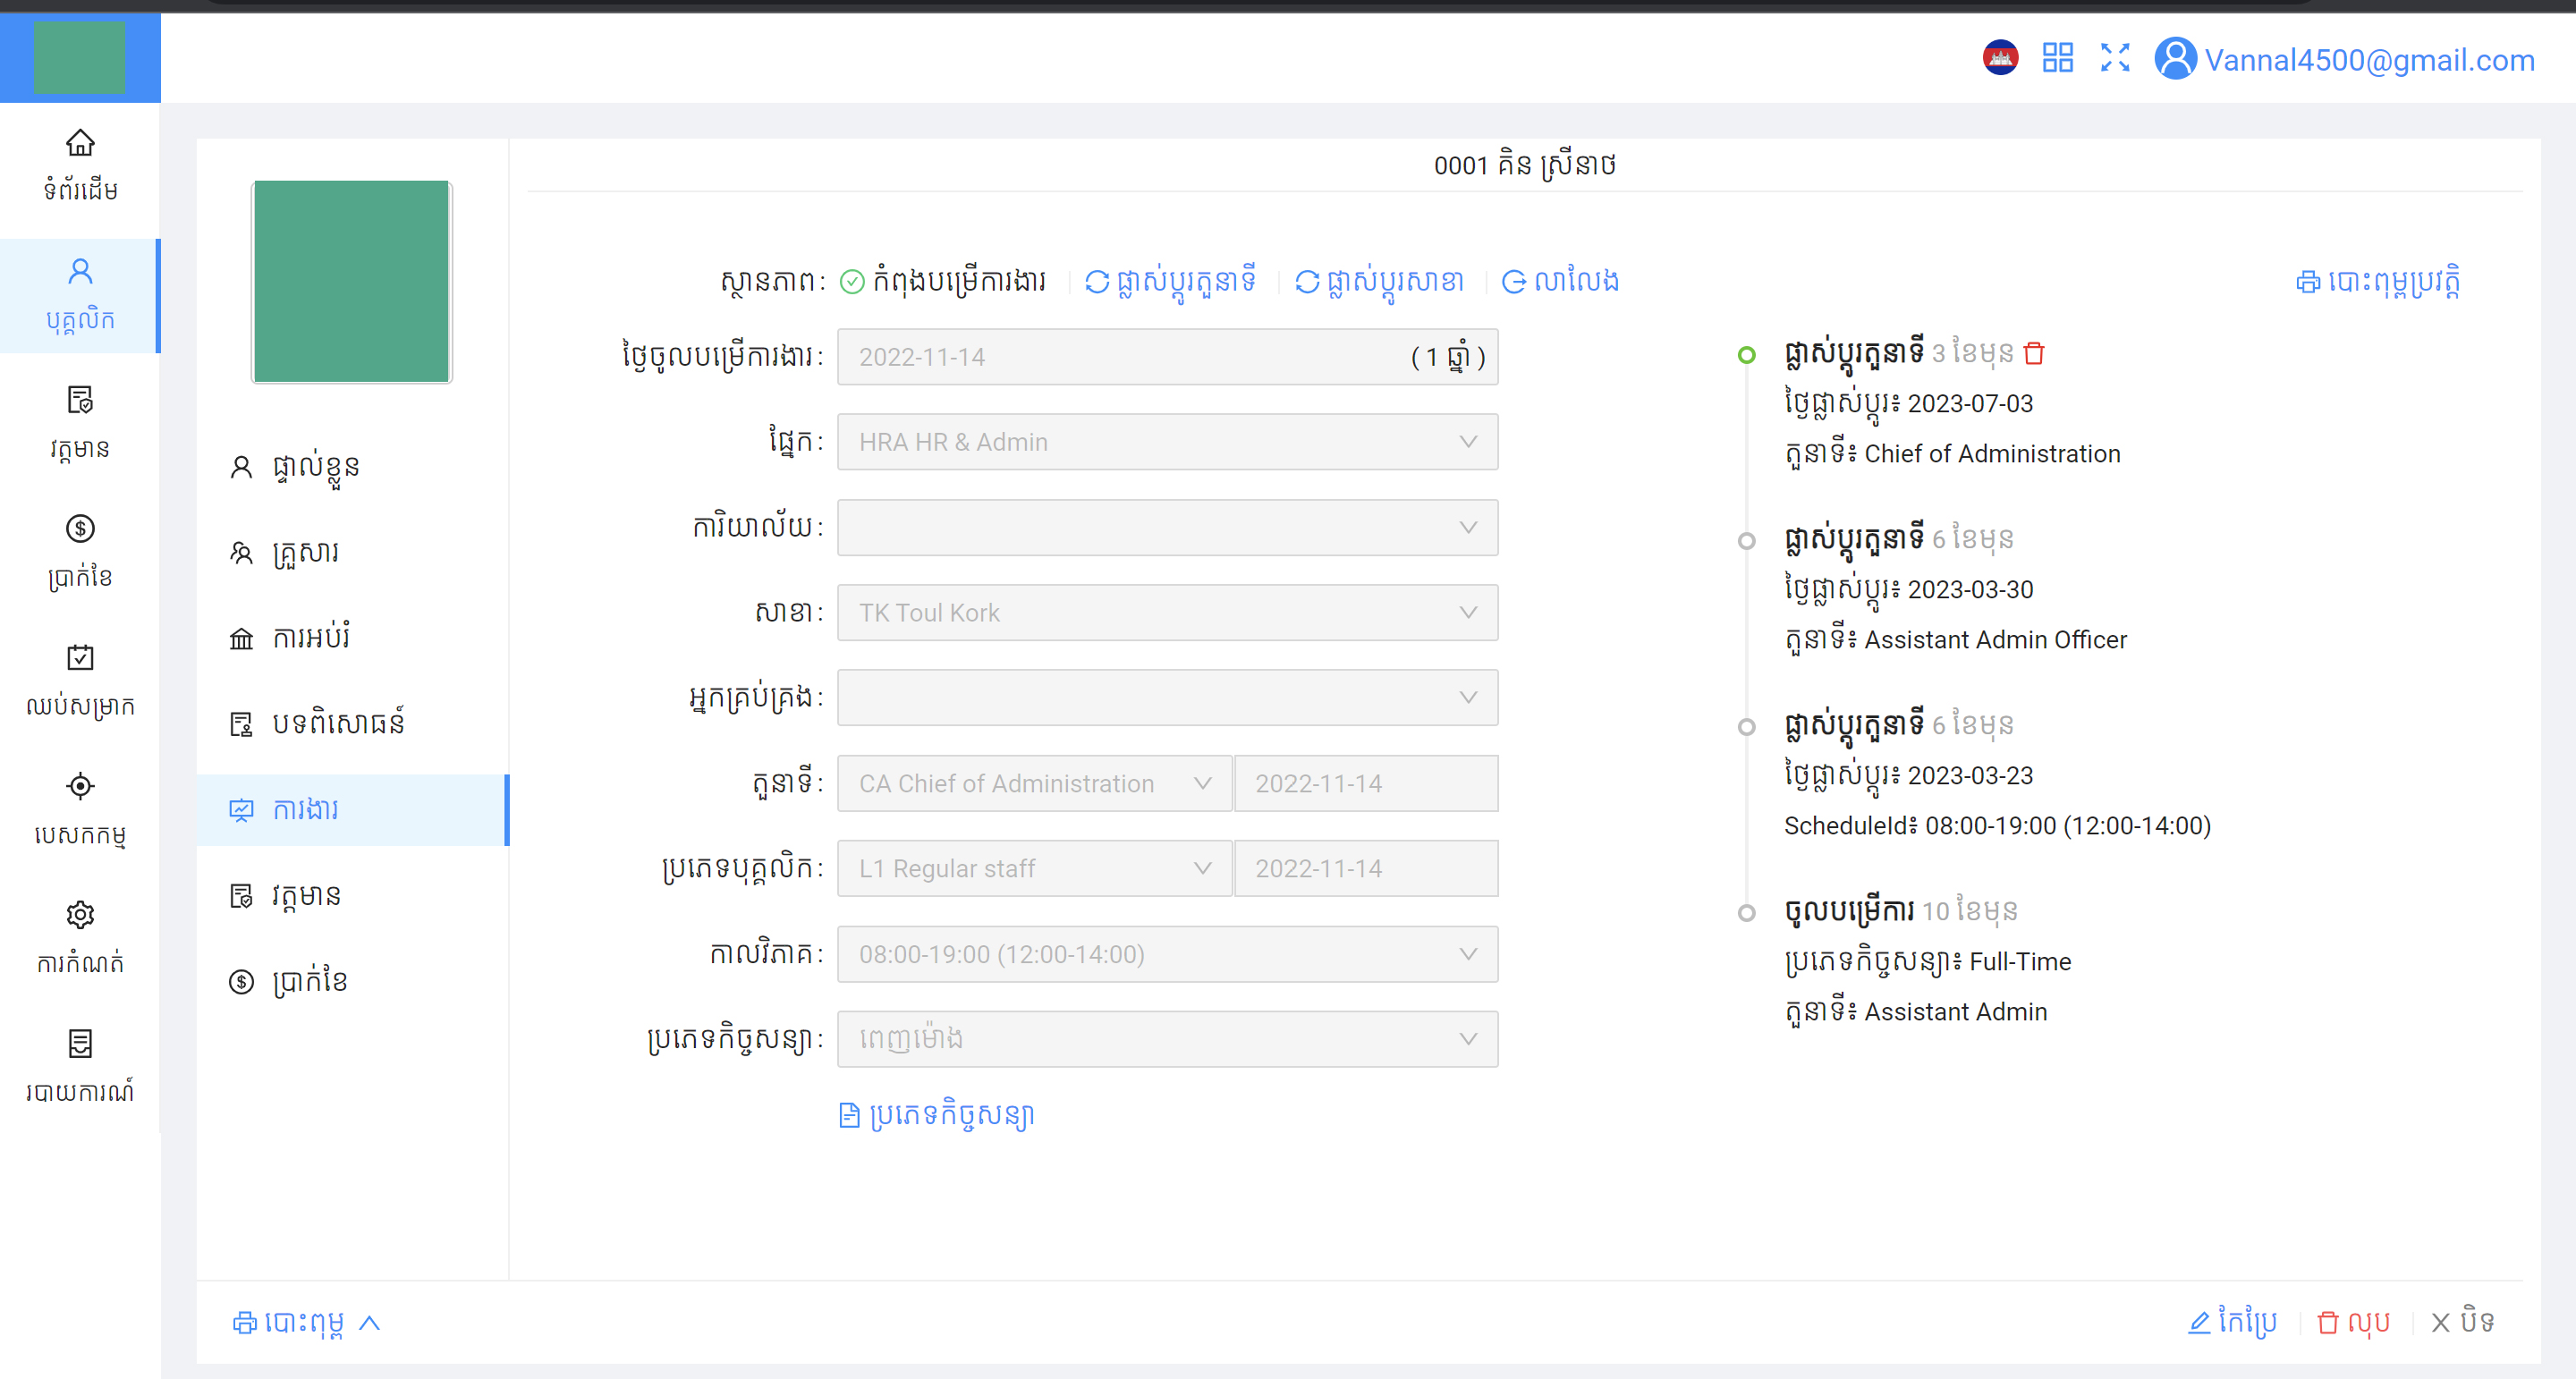 Vannal4500@gmail.com
ទំព័រដើម
បុគ្គលិក
វត្តមាន
ប្រាក់ខែ
ឈប់សម្រាក
បេសកកម្ម
ការកំណត់
របាយការណ៍
ផ្ទាល់ខ្លួន
គ្រួសារ
ការអប់រំ
បទពិសោធន៍
ការងារ
វត្តមាន
ប្រាក់ខែ
0001 គិន ស្រីនាថ
ស្ថានភាព: កំពុងបម្រើការងារ ផ្លាស់ប្តូរតួនាទី ផ្លាស់ប្តូរសាខា លាលែង
បោះពុម្ពប្រវត្តិ
ថ្ងៃចូលបម្រើការងារ: 2022-11-14 ( 1 ឆ្នាំ )
ផ្នែក: HRA HR & Admin
ការិយាល័យ:
សាខា: TK Toul Kork
អ្នកគ្រប់គ្រង:
តួនាទី: CA Chief of Administration 2022-11-14
ប្រភេទបុគ្គលិក: L1 Regular staff 2022-11-14
កាលវិភាគ: 08:00-19:00 (12:00-14:00)
ប្រភេទកិច្ចសន្យា: ពេញម៉ោង
ប្រភេទកិច្ចសន្យា
ផ្លាស់ប្តូរតួនាទី 3 ខែមុន
ថ្ងៃផ្លាស់ប្តូរ៖ 2023-07-03
តួនាទី៖ Chief of Administration
ផ្លាស់ប្តូរតួនាទី 6 ខែមុន
ថ្ងៃផ្លាស់ប្តូរ៖ 2023-03-30
តួនាទី៖ Assistant Admin Officer
ផ្លាស់ប្តូរតួនាទី 6 ខែមុន
ថ្ងៃផ្លាស់ប្តូរ៖ 2023-03-23
ScheduleId៖ 08:00-19:00 (12:00-14:00)
ចូលបម្រើការ 10 ខែមុន
ប្រភេទកិច្ចសន្យា៖ Full-Time
តួនាទី៖ Assistant Admin
បោះពុម្ព
កែប្រែ លុប បិទ